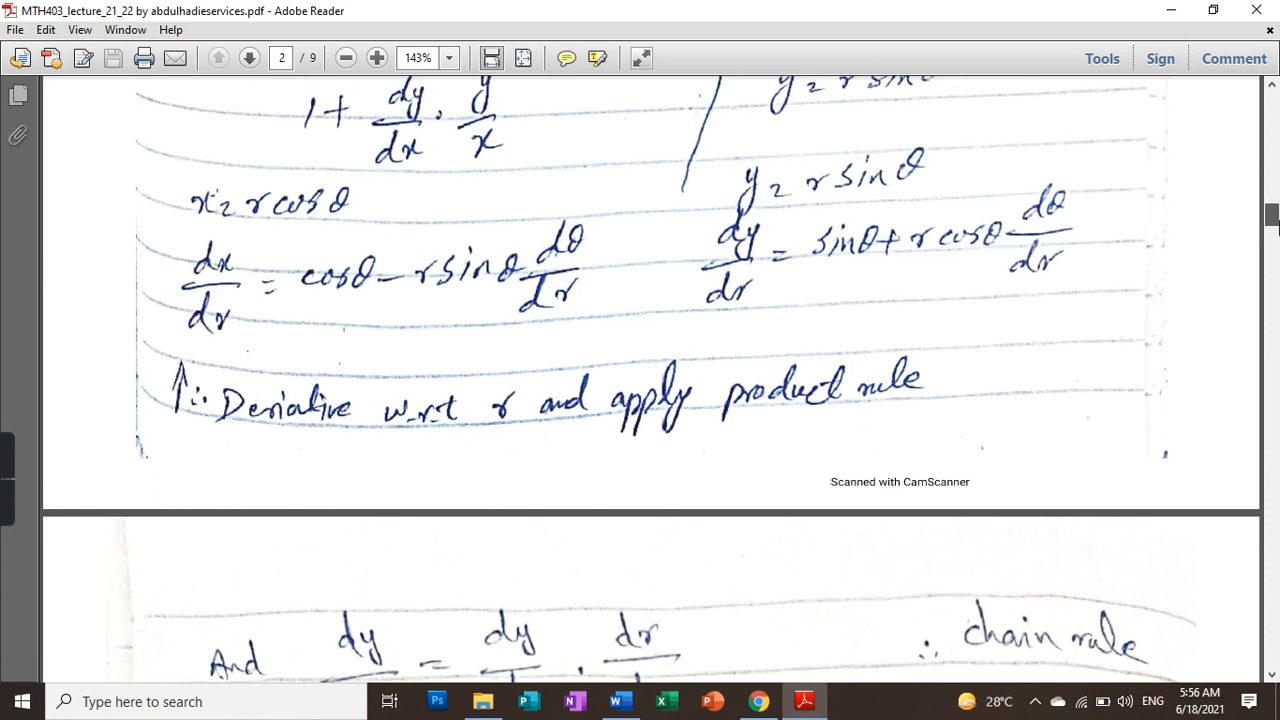 MTH403_lecture_21_22 by abdulhadieservices.pdf - Adobe Reader
File Edit View Window Help
2 / 9 143% Tools Sign Comment
1 + dy/dx . y/x
y = r sin
x = r cos θ
y = r sin θ
dx/dr = cosθ - r sin θ dθ/dr
dy/dr = sinθ + r cosθ dθ/dr
↑ ∴ Derivative w.r.t r and apply product rule
Scanned with CamScanner
And dy = dy . dr ∴ chain rule
Type here to search
28°C ENG 5:56 AM
6/18/2021